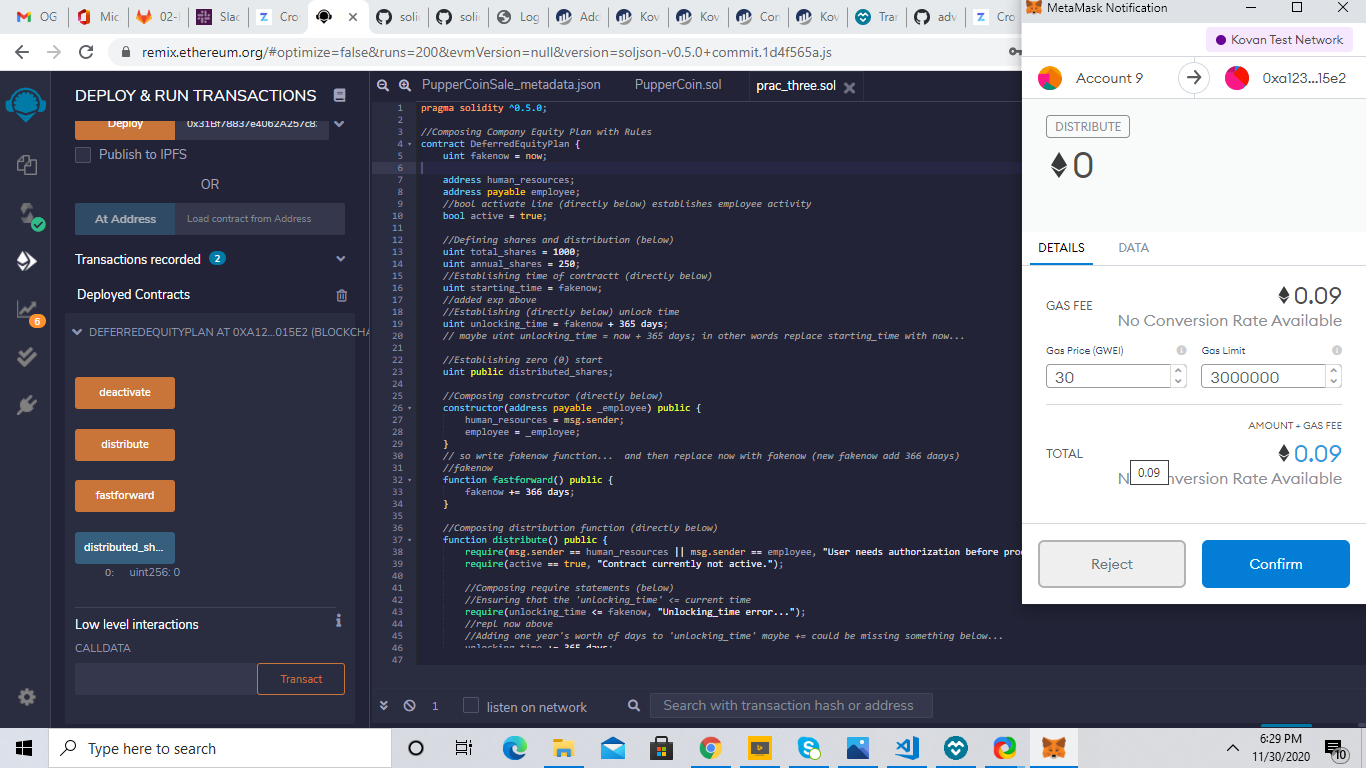 OG
Mic
02-
Slac
Cro
solic
solic
Log
Adc
Kov
Kov
Con
Kov
Trar
adv
Cro
remix.ethereum.org/#optimize=false&runs=200&evmVersion=null&version=soljson-v0.5.0+commit.1d4f565a.js
DEPLOY & RUN TRANSACTIONS
Deploy
0x31Bf78837e4062A257c8
Publish to IPFS
OR
At Address
Load contract from Address
Transactions recorded 2
Deployed Contracts
6
DEFERREDEQUITYPLAN AT 0XA12...015E2 (BLOCKCHA
deactivate
distribute
fastforward
distributed_sh...
0: uint256: 0
Low level interactions
i
CALLDATA
Transact
PupperCoinSale_metadata.json
PupperCoin.sol
prac_three.sol
1 pragma solidity ^0.5.0;
2
3 //Composing Company Equity Plan with Rules
4 contract DeferredEquityPlan {
5 uint fakenow = now;
6
7 address human_resources;
8 address payable employee;
9 //bool activate line (directly below) establishes employee activity
10 bool active = true;
11
12 //Defining shares and distribution (below)
13 uint total_shares = 1000;
14 uint annual_shares = 250;
15 //Establishing time of contractt (directly below)
16 uint starting_time = fakenow;
17 //added exp above
18 //Establishing (directly below) unlock time
19 uint unlocking_time = fakenow + 365 days;
20 // maybe uint unlocking_time = now + 365 days; in other words replace starting_time with now...
21
22 //Establishing zero (0) start
23 uint public distributed_shares;
24
25 //Composing constrcutor (directly below)
26 constructor(address payable _employee) public {
27 human_resources = msg.sender;
28 employee = _employee;
29 }
30 // so write fakenow function... and then replace now with fakenow (new fakenow add 366 daays)
31 //fakenow
32 function fastforward() public {
33 fakenow += 366 days;
34 }
35
36 //Composing distribution function (directly below)
37 function distribute() public {
38 require(msg.sender == human_resources || msg.sender == employee, "User needs authorization before pro
39 require(active == true, "Contract currently not active.");
40
41 //Composing require statements (below)
42 //Ensuring that the 'unlocking_time' <= current time
43 require(unlocking_time <= fakenow, "Unlocking_time error...");
44 //repl now above
45 //Adding one year's worth of days to 'unlocking_time' maybe += could be missing something below...
46 unlocking_time += 365 days;
47
1
listen on network
Search with transaction hash or address
MetaMask Notification
Kovan Test Network
Account 9
0xa123...15e2
DISTRIBUTE
0
DETAILS
DATA
GAS FEE
0.09
No Conversion Rate Available
Gas Price (GWEI)
Gas Limit
30
3000000
AMOUNT + GAS FEE
TOTAL
0.09
0.09
N version Rate Available
Reject
Confirm
Type here to search
6:29 PM
11/30/2020
10